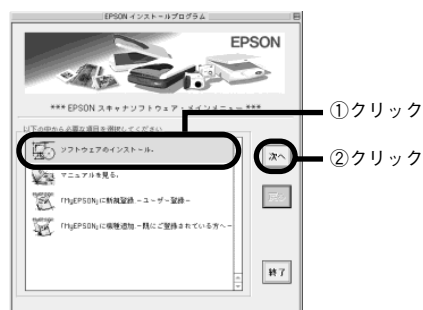 EPSON インストールプログラム
EPSON
*** EPSON スキャナソフトウェア・メインメニュー ***
以下の中から必要な項目を選択してください
ソフトウェアのインストール。
マニュアルを見る。
「MyEPSON」に新規登録 -ユーザー登録-
「MyEPSON」に機種追加 -既にご登録されている方へ-
次へ
戻る
終了
①クリック
②クリック